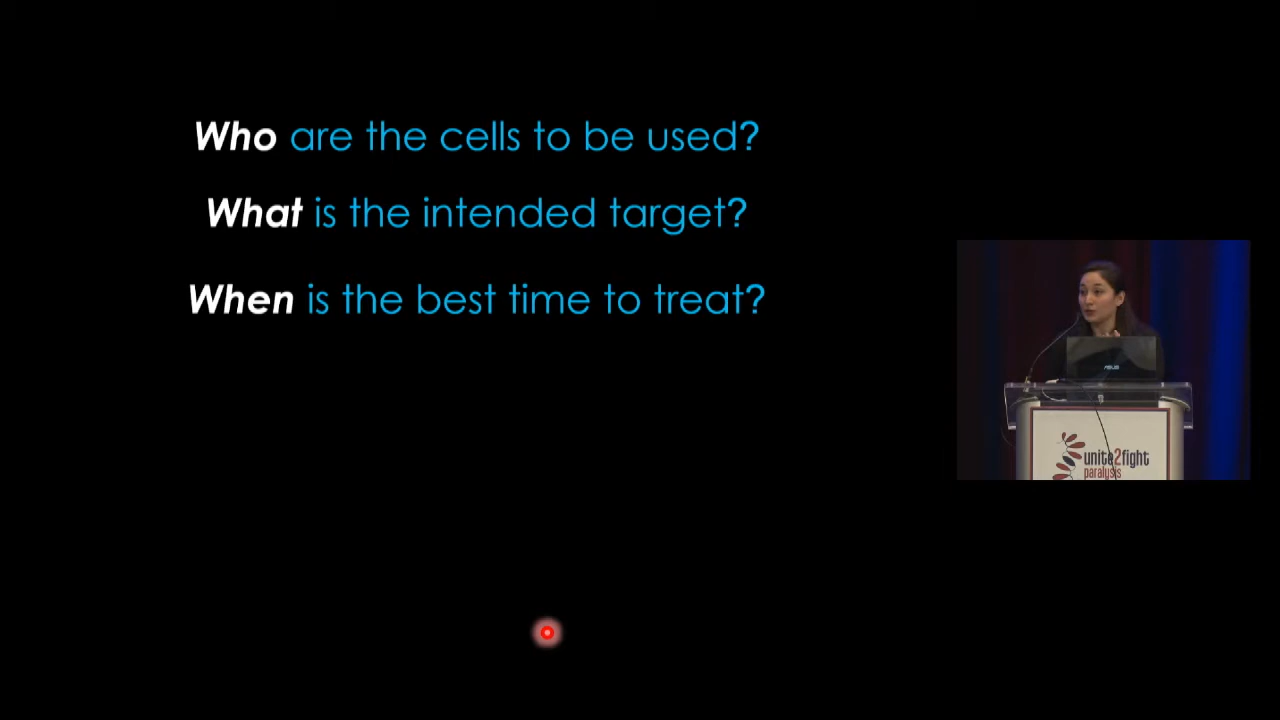 Who are the cells to be used?
What is the intended target?
When is the best time to treat?
ASUS
unite2fight
paralysis